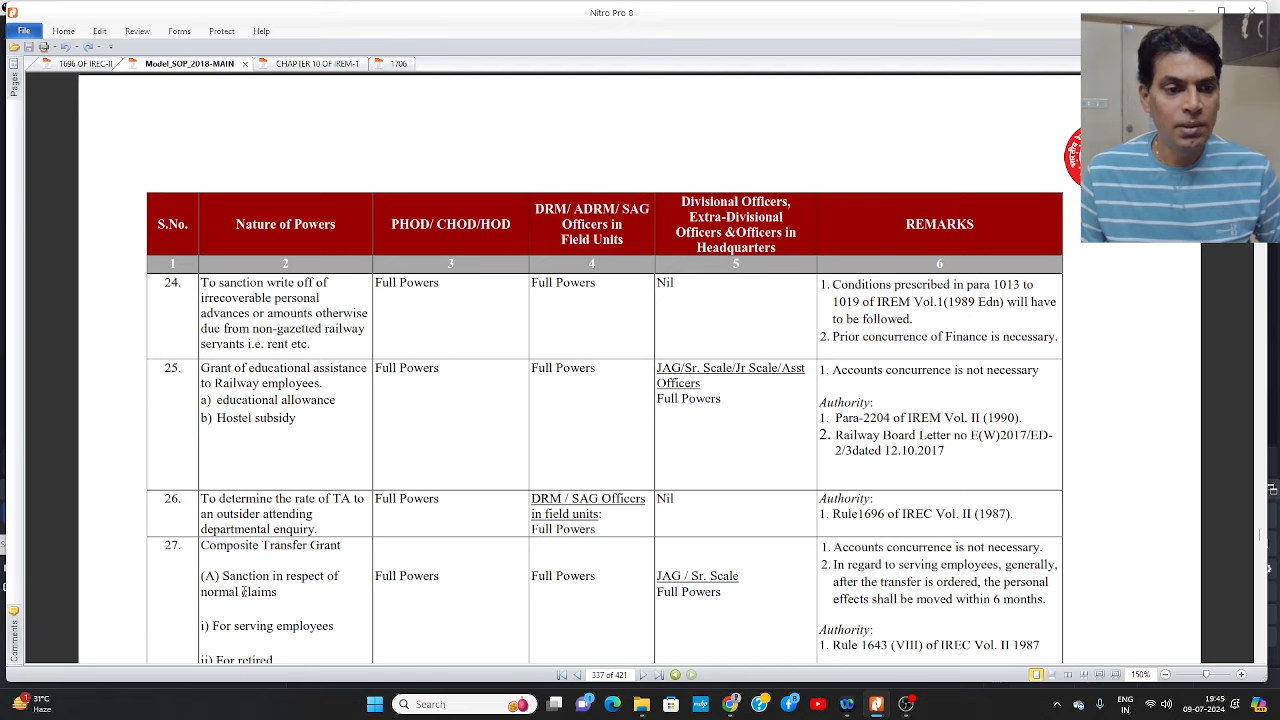 - Nitro Pro 8
File Home Edit Review Forms Protect Help
1696 OF IREC-II Model_SOP_2018-MAIN CHAPTER 10 OF IREM-1 1706
Pages
S.No. Nature of Powers PHOD/ CHOD/HOD DRM/ ADRM/ SAG Officers in Field Units Divisional Officers, Extra-Divisional Officers &Officers in Headquarters REMARKS
1 2 3 4 5 6
24.
To sanction write off of
irrecoverable personal
advances or amounts otherwise
due from non-gazetted railway
servants i.e. rent etc.
Full Powers
Full Powers
Nil
1. Conditions prescribed in para 1013 to
1019 of IREM Vol.1(1989 Edn) will have
to be followed.
2. Prior concurrence of Finance is necessary.
25.
Grant of educational assistance
to Railway employees.
a) educational allowance
b) Hostel subsidy
Full Powers
Full Powers
JAG/Sr. Scale/Jr Scale/Asst
Officers
Full Powers
1. Accounts concurrence is not necessary
Authority:
1. Para-2204 of IREM Vol. II (1990).
2. Railway Board Letter no E(W)2017/ED-
2/3dated 12.10.2017
26.
To determine the rate of TA to
an outsider attending
departmental enquiry.
Full Powers
DRM / SAG Officers
in field units:
Full Powers
Nil
Authority:
1. Rule1696 of IREC Vol. II (1987).
27.
Composite Transfer Grant
(A) Sanction in respect of
normal claims
i) For serving employees
ii) For retired
Full Powers
Full Powers
JAG / Sr. Scale
Full Powers
1. Accounts concurrence is not necessary.
2. In regard to serving employees, generally,
after the transfer is ordered, the personal
effects shall be moved within 6 months.
Authority:
1. Rule 1643 (VIII) of IREC Vol. II 1987
Comments
337 of 421
150%
31°C
Haze
Search
ENG
IN
19:45
09-07-2024